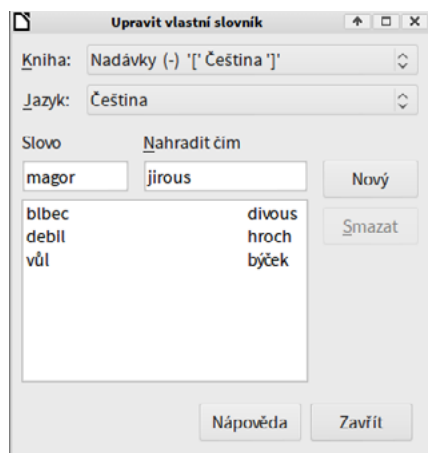 Upravit vlastní slovník
Kniha: Nadávky (-) '[' Čeština ']'
Jazyk: Čeština
Slovo Nahradit čím
magor jirous Nový
blbec divous Smazat
debil hroch
vůl býček
Nápověda Zavřít